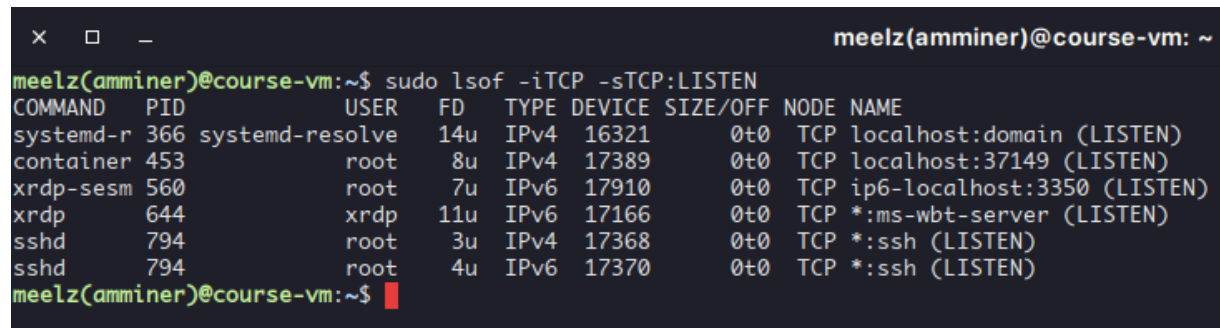 meelz(amminer)@course-vm: ~
meelz(amminer)@course-vm:~$ sudo lsof -iTCP -sTCP:LISTEN
COMMAND   PID            USER   FD   TYPE DEVICE SIZE/OFF NODE NAME
systemd-r 366 systemd-resolve   14u  IPv4  16321      0t0  TCP localhost:domain (LISTEN)
container 453            root    8u  IPv4  17389      0t0  TCP localhost:37149 (LISTEN)
xrdp-sesm 560            root    7u  IPv6  17910      0t0  TCP ip6-localhost:3350 (LISTEN)
xrdp      644            xrdp   11u  IPv6  17166      0t0  TCP *:ms-wbt-server (LISTEN)
sshd      794            root    3u  IPv4  17368      0t0  TCP *:ssh (LISTEN)
sshd      794            root    4u  IPv6  17370      0t0  TCP *:ssh (LISTEN)
meelz(amminer)@course-vm:~$